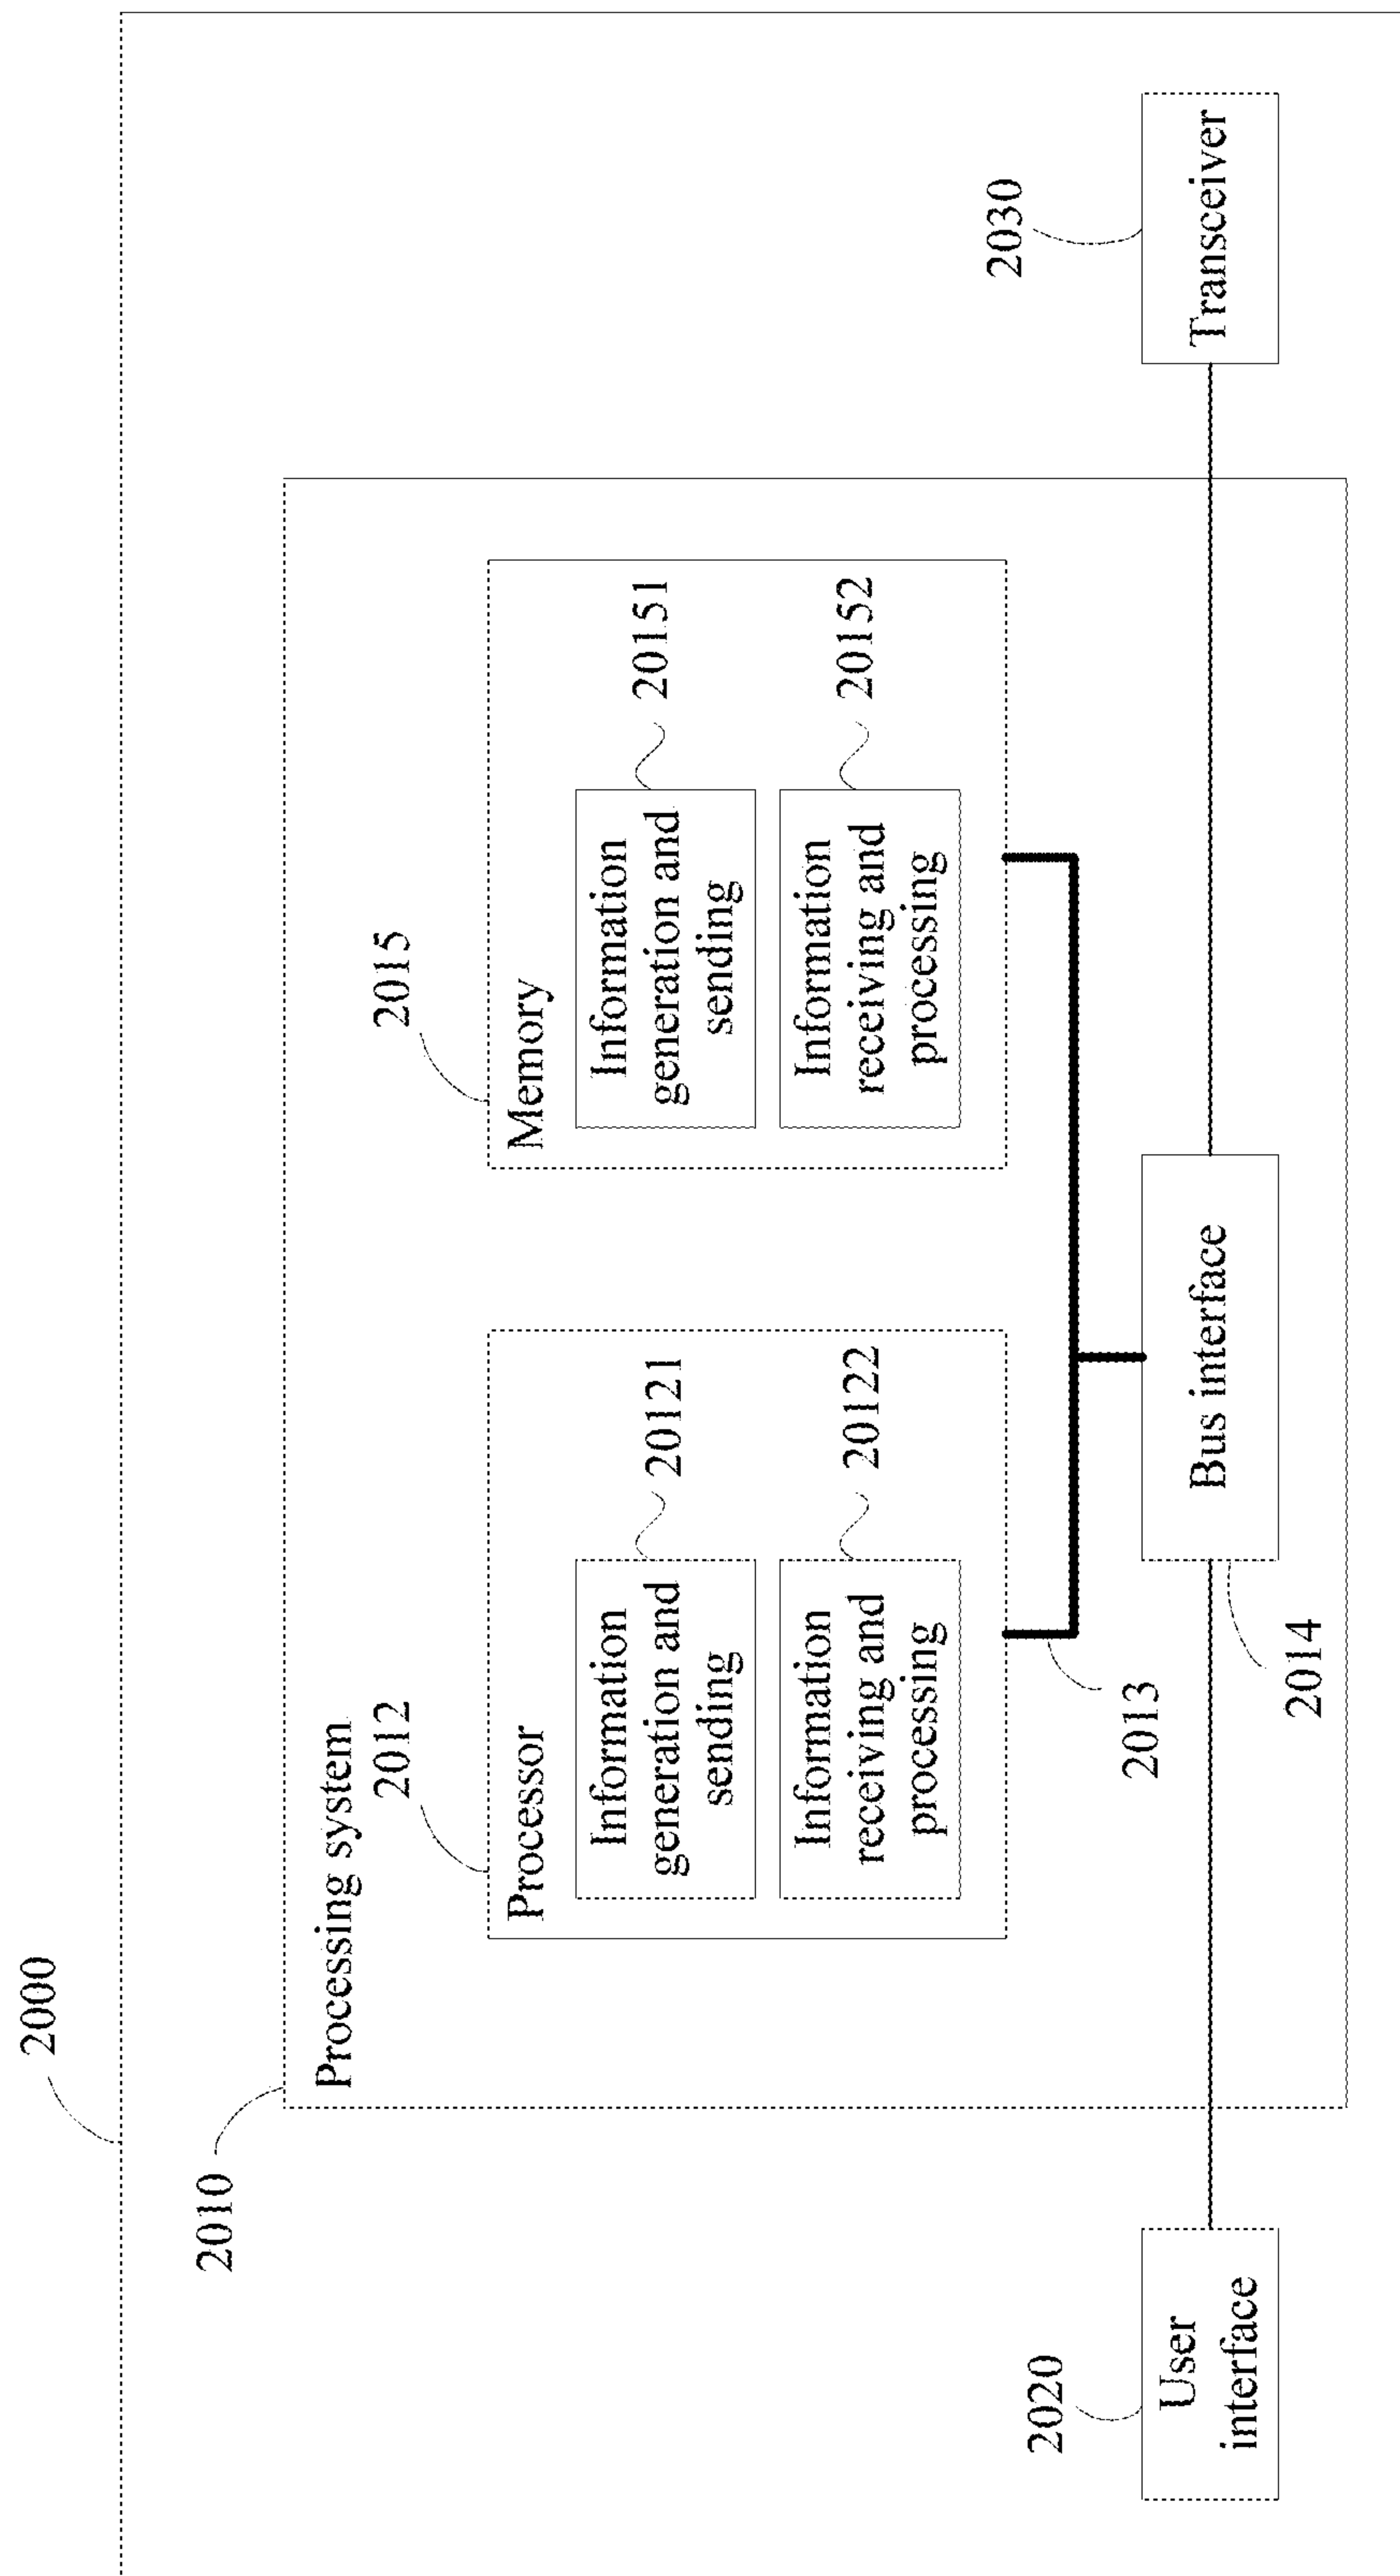 2000
2010
Processing system
2012
Processor
Information
generation and
sending
20121
Information
receiving and
processing
20122
2015
Memory
Information
generation and
sending
20151
Information
receiving and
processing
20152
2013
2020
User
interface
Bus interface
2014
2030
Transceiver